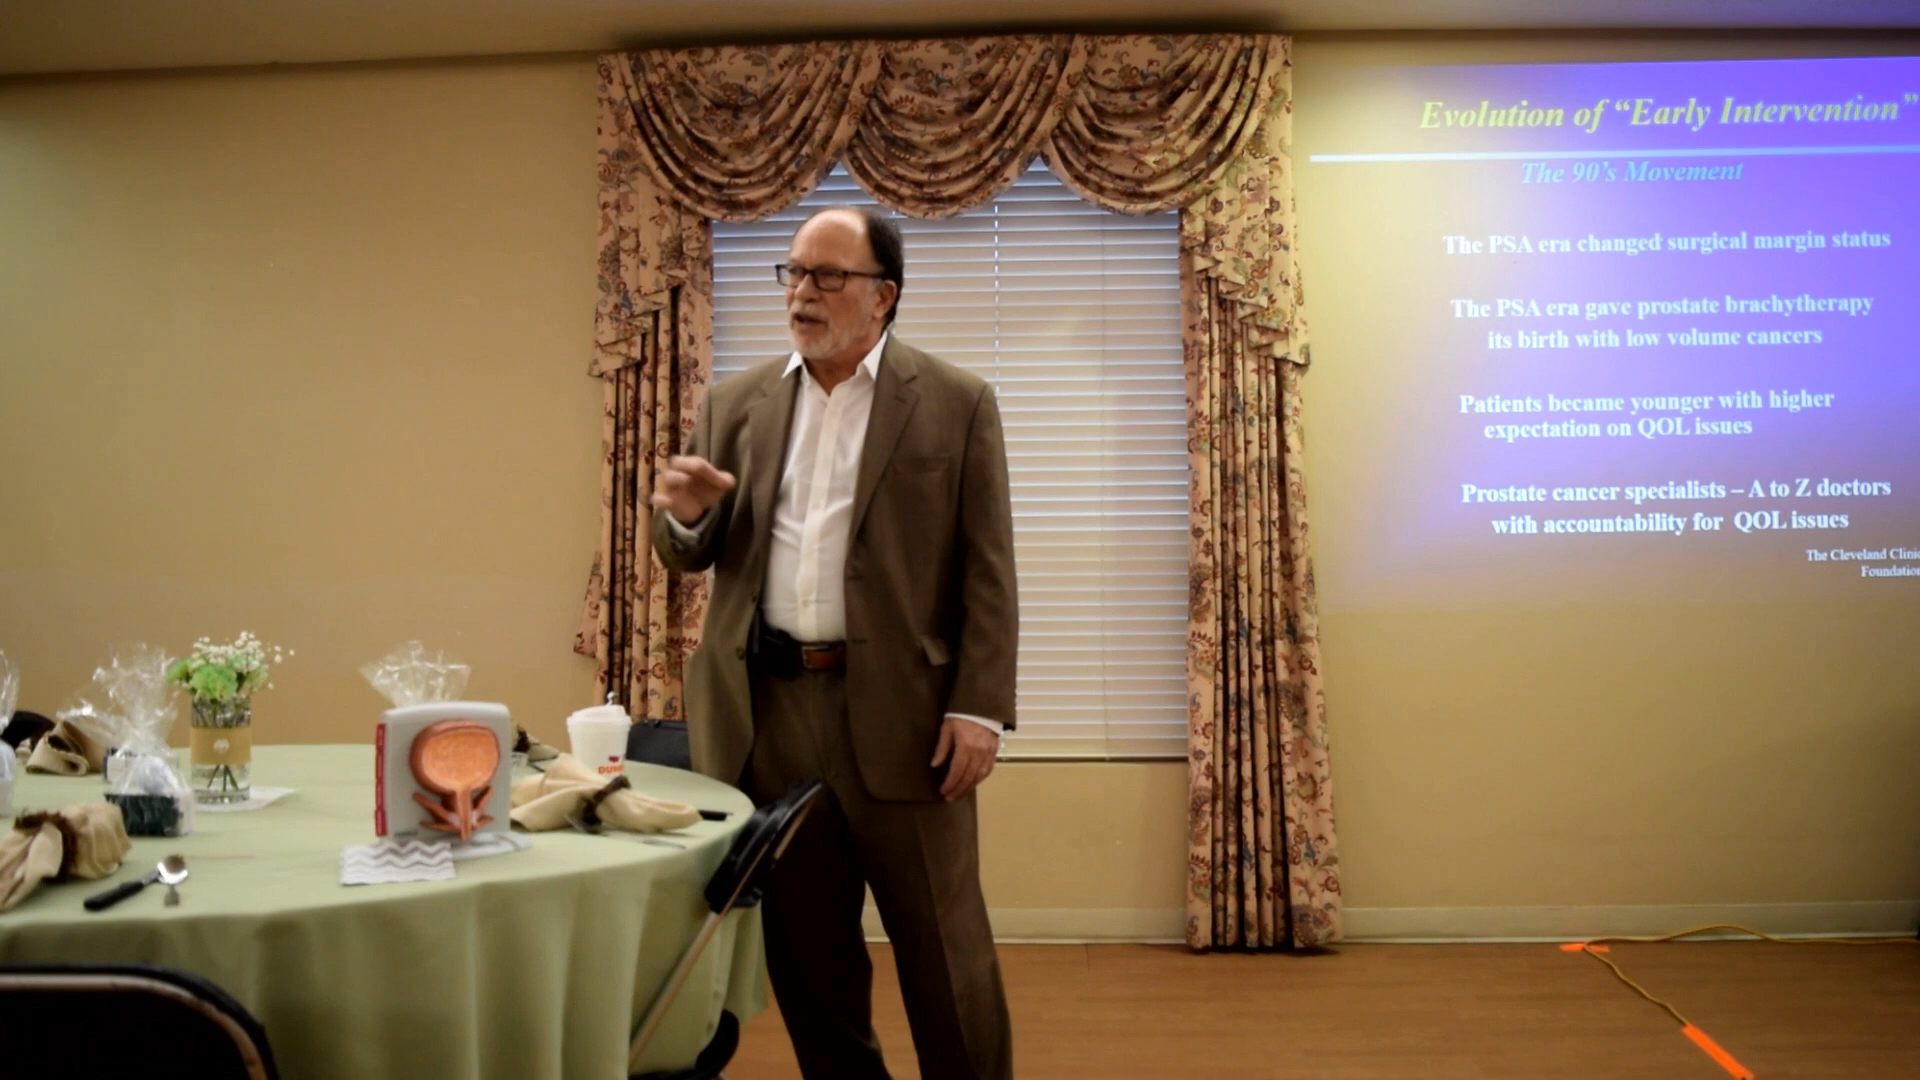 Evolution of “Early Intervention”
The 90’s Movement
The PSA era changed surgical margin status
The PSA era gave prostate brachytherapy
its birth with low volume cancers
Patients became younger with higher
expectation on QOL issues
Prostate cancer specialists – A to Z doctors
with accountability for QOL issues
The Cleveland Clinic
Foundation